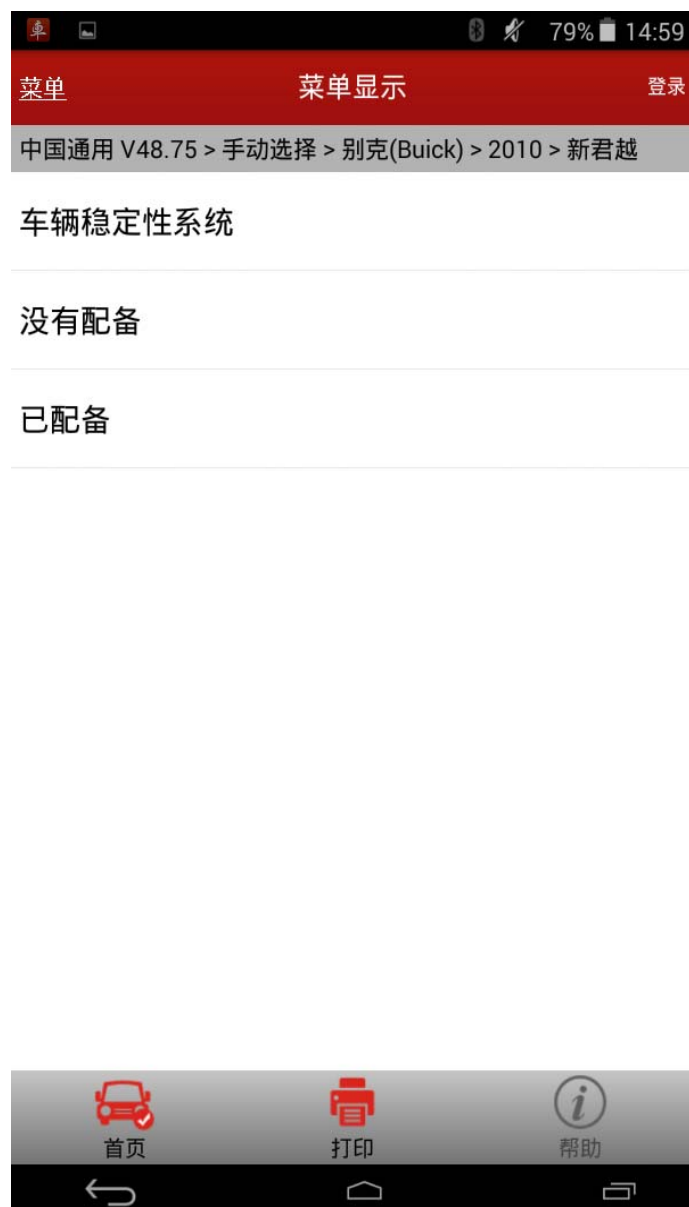 車 79% 14:59
菜单 菜单显示 登录
中国通用 V48.75 > 手动选择 > 别克(Buick) > 2010 > 新君越
车辆稳定性系统
没有配备
已配备
首页 打印 帮助